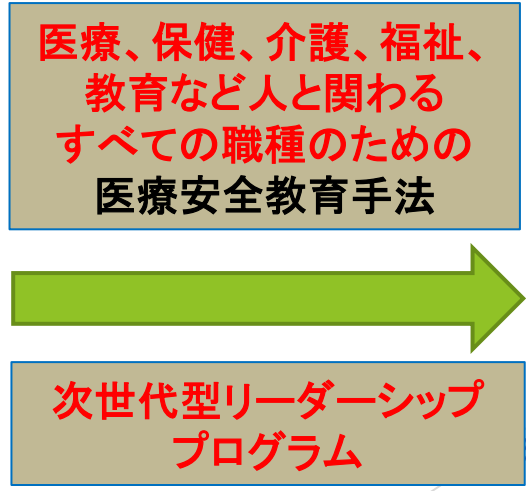 医療、保健、介護、福祉、
教育など人と関わる
すべての職種のための
医療安全教育手法
次世代型リーダーシップ
プログラム